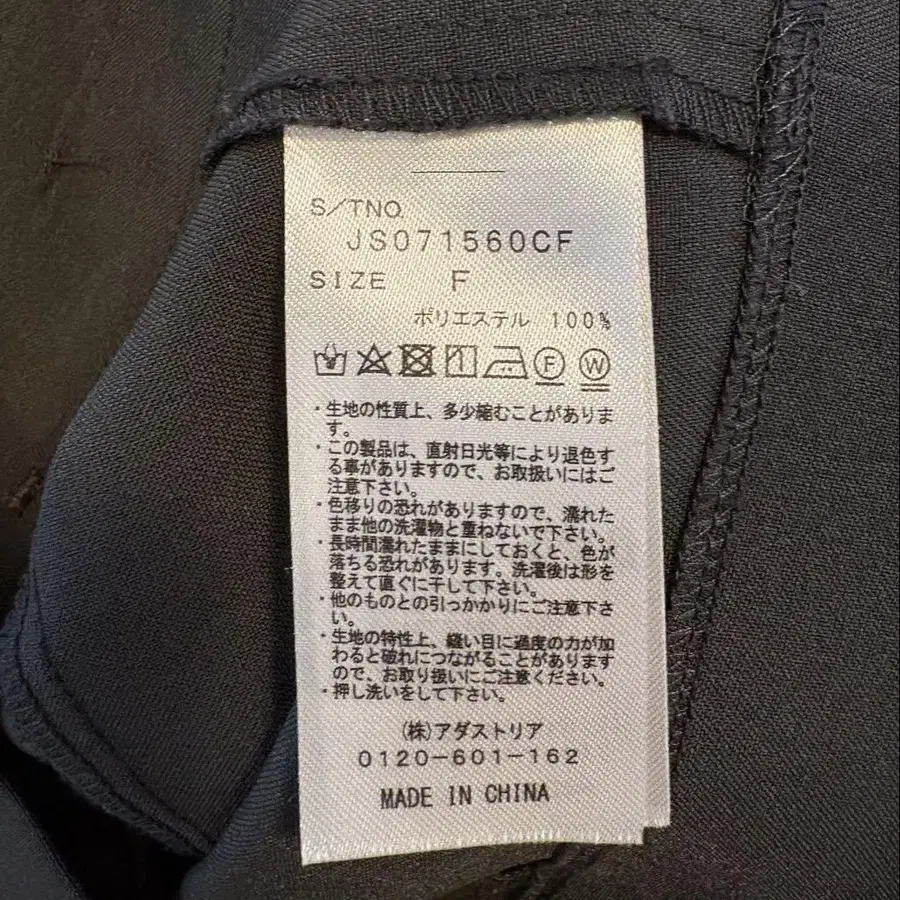 S/TNO
JS071560CF
SIZE F
ポリエステル 100%
F W
・生地の性質上、多少縮むことがありま
す。
・この製品は、直射日光等により退色す
る事がありますので、お取扱いにはご
注意下さい。
・色移りの恐れがありますので、濡れた
まま他の洗濯物と重ねないで下さい。
・長時間濡れたままにしておくと、色が
落ちる恐れがあります。洗濯後は形を
整えて直ぐに干して下さい。
・他のものとの引っかかりにご注意下さ
い。
・生地の特性上、縫い目に過度の力が加
わると破れにつながることがあります
ので、お取り扱いにご注意ください。
・押し洗いをして下さい。
(株)アダストリア
0120-601-162
MADE IN CHINA